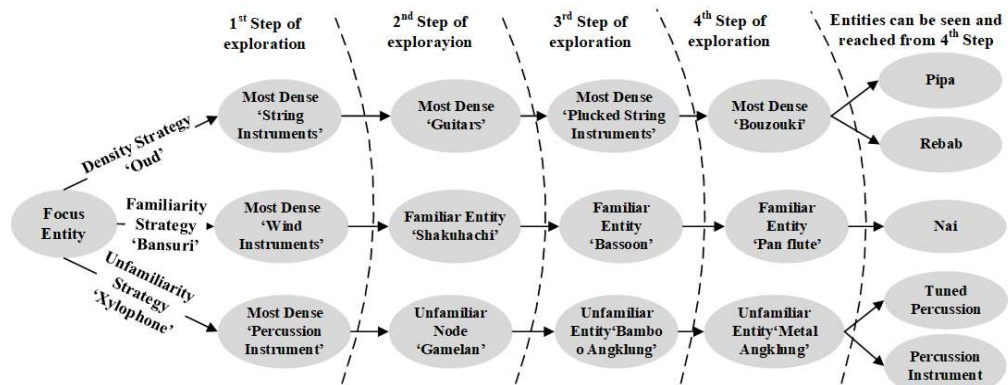 1st Step of
exploration
2nd Step of
explorayion
3rd Step of
exploration
4th Step of
exploration
Entities can be seen and
reached from 4th Step
Focus
Entity
Density Strategy
‘Oud’
Most Dense
‘String
Instruments’
Most Dense
‘Guitars’
Most Dense
‘Plucked String
Instruments’
Most Dense
‘Bouzouki’
Pipa
Rebab
Familiarity
Strategy
‘Bansuri’
Most Dense
‘Wind
Instruments’
Familiar Entity
‘Shakuhachi’
Familiar
Entity
‘Bassoon’
Familiar
Entity
‘Pan flute’
Nai
Unfamiliarity
Strategy
‘Xylophone’
Most Dense
‘Percussion
Instrument’
Unfamiliar
Node
‘Gamelan’
Unfamiliar
Entity‘Bambo
o Angklung’
Unfamiliar
Entity‘Metal
Angklung’
Tuned
Percussion
Percussion
Instrument